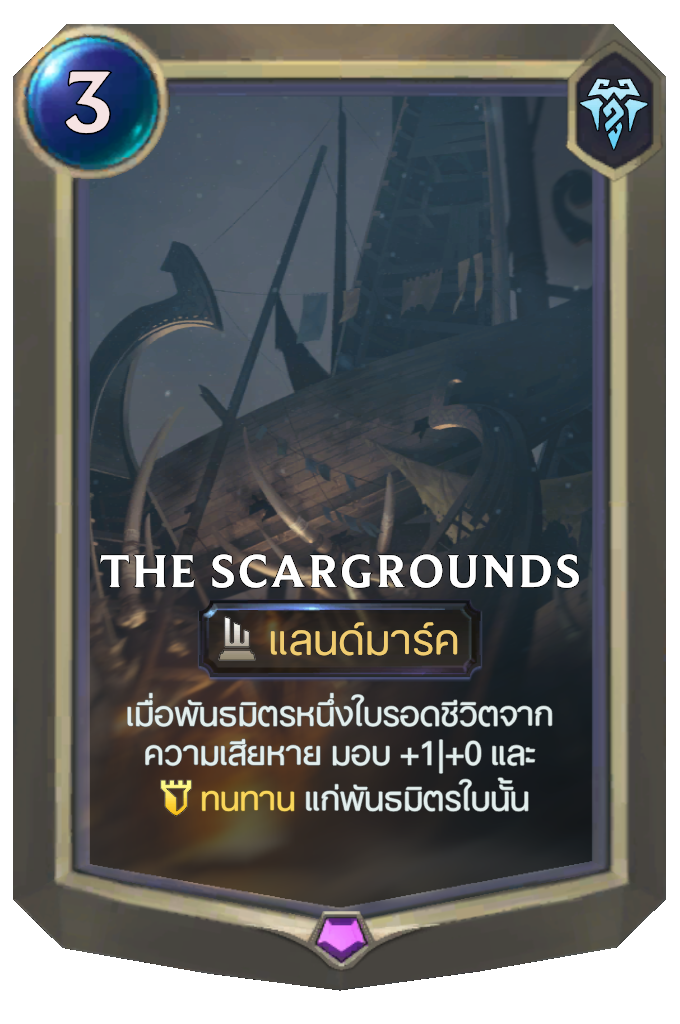 3
THE SCARGROUNDS
แลนด์มาร์ค
เมื่อพันธมิตรหนึ่งใบรอดชีวิตจาก
ความเสียหาย มอบ +1|+0 และ
ทนทาน แก่พันธมิตรใบนั้น